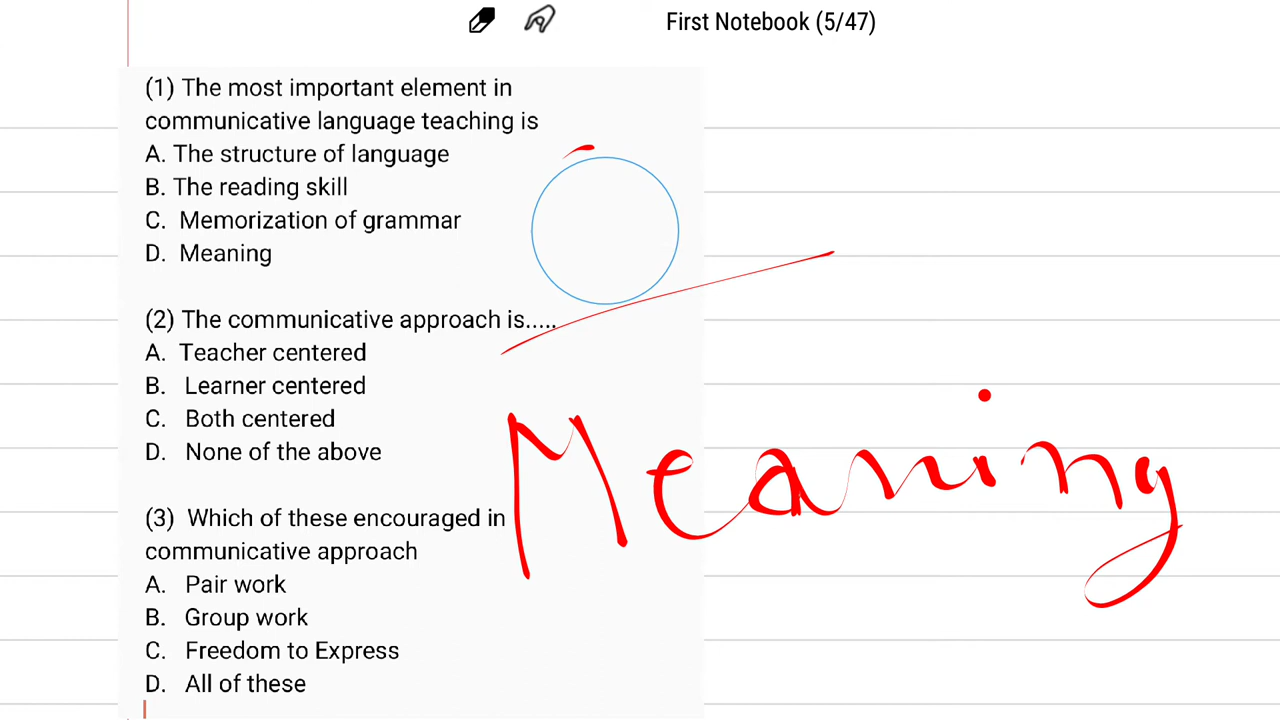 First Notebook (5/47)
(1) The most important element in
communicative language teaching is
A. The structure of language
B. The reading skill
C. Memorization of grammar
D. Meaning
(2) The communicative approach is.....
A. Teacher centered
B. Learner centered
C. Both centered
D. None of the above
Meaning
(3) Which of these encouraged in
communicative approach
A. Pair work
B. Group work
C. Freedom to Express
D. All of these